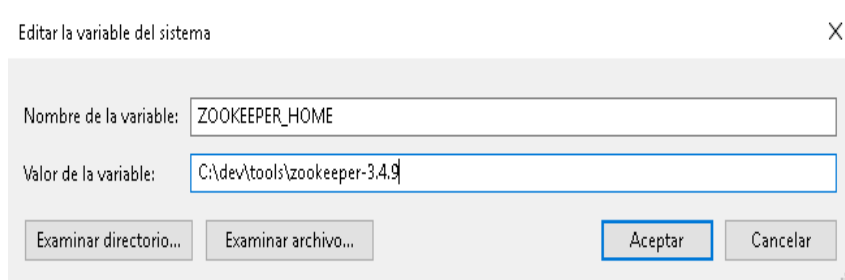 Editar la variable del sistema
Nombre de la variable: ZOOKEEPER_HOME
Valor de la variable: C:\dev\tools\zookeeper-3.4.9
Examinar directorio... Examinar archivo... Aceptar Cancelar